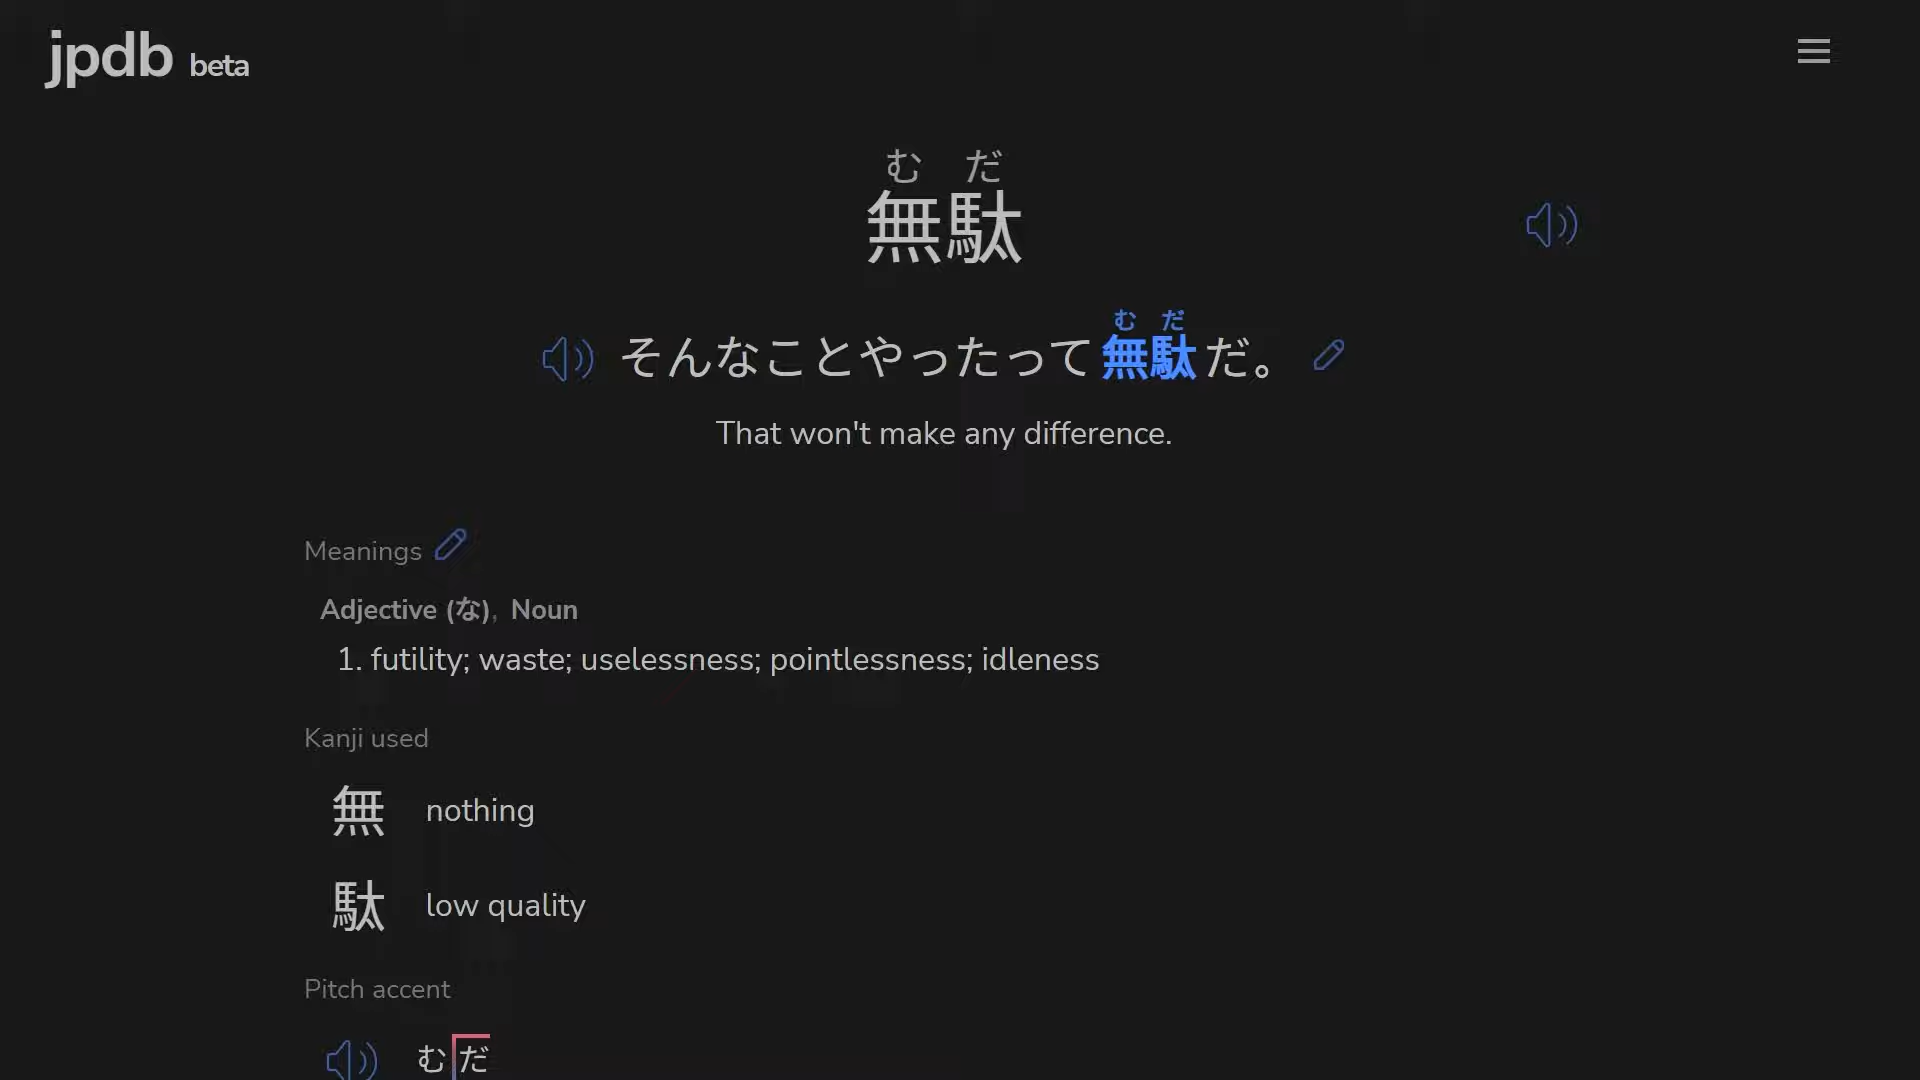 jpdb beta
むだ
無駄
むだ
そんなことやったって無駄だ。
That won't make any difference.
Meanings
Adjective (な), Noun
1. futility; waste; uselessness; pointlessness; idleness
Kanji used
無 nothing
駄 low quality
Pitch accent
むだ